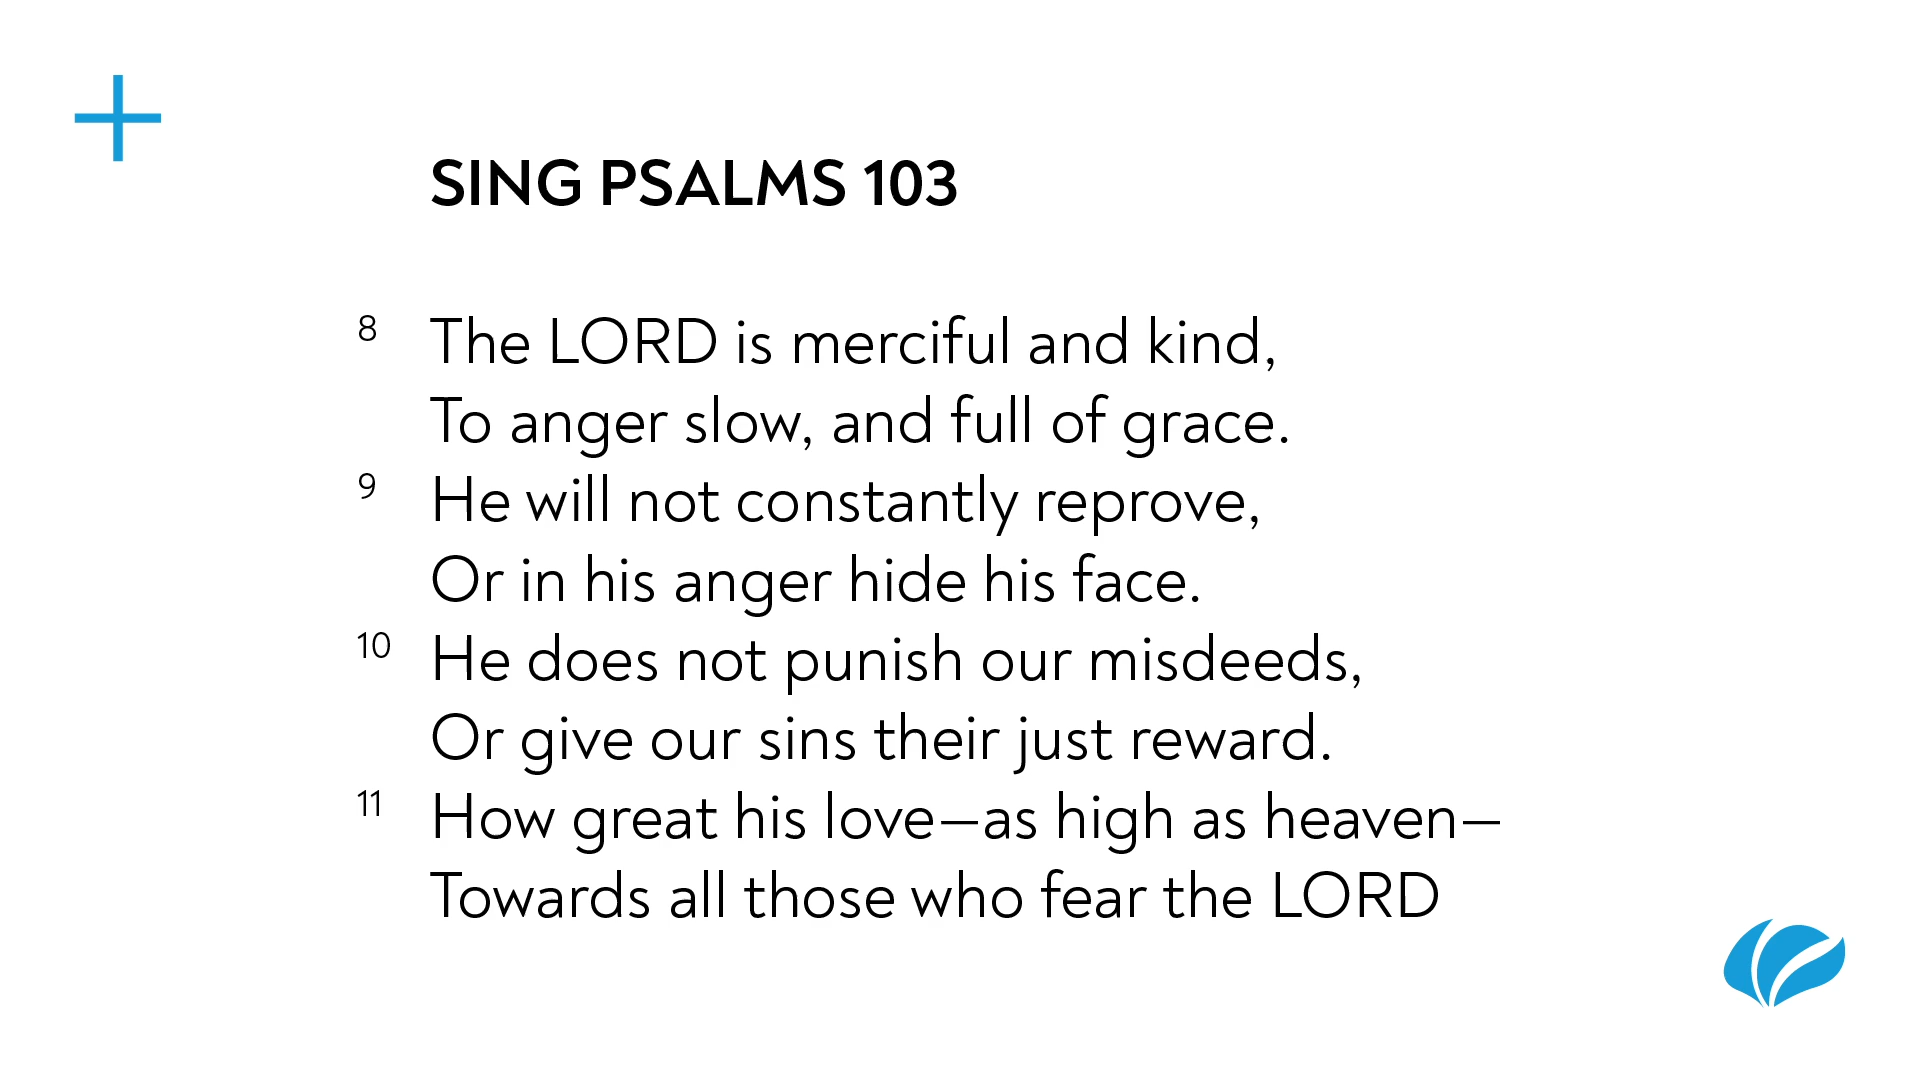 SING PSALMS 103
8 The LORD is merciful and kind,
To anger slow, and full of grace.
9 He will not constantly reprove,
Or in his anger hide his face.
10 He does not punish our misdeeds,
Or give our sins their just reward.
11 How great his love—as high as heaven—
Towards all those who fear the LORD